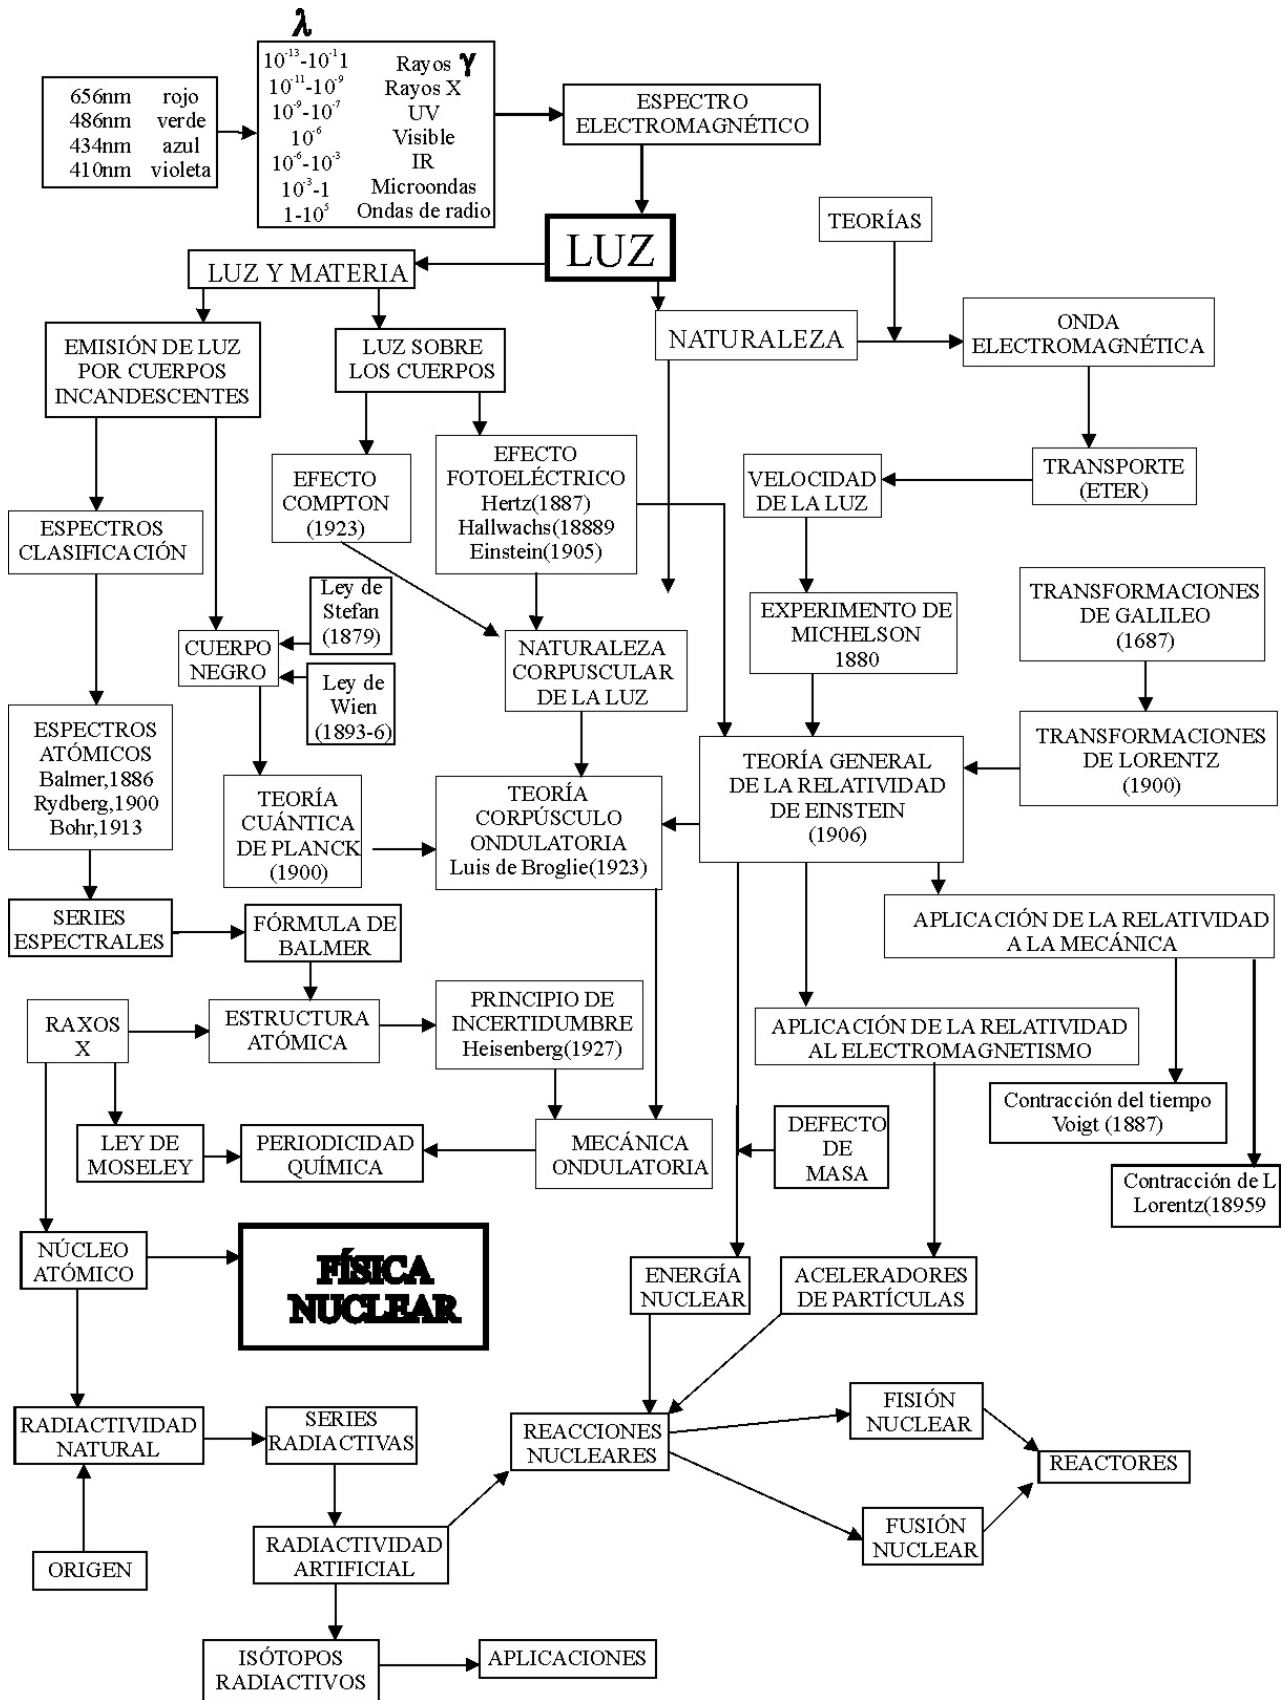 λ
10⁻¹³-10⁻¹1 Rayos γ
10⁻¹¹-10⁻⁹ Rayos X
10⁻⁹-10⁻⁷ UV
10⁻⁶ Visible
10⁻⁶-10⁻³ IR
10⁻³-1 Microondas
1-10⁵ Ondas de radio
656nm rojo
486nm verde
434nm azul
410nm violeta
ESPECTRO
ELECTROMAGNÉTICO
LUZ
TEORÍAS
LUZ Y MATERIA
NATURALEZA
ONDA
ELECTROMAGNÉTICA
EMISIÓN DE LUZ
POR CUERPOS
INCANDESCENTES
LUZ SOBRE
LOS CUERPOS
EFECTO
COMPTON
(1923)
EFECTO
FOTOELÉCTRICO
Hertz(1887)
Hallwachs(18889
Einstein(1905)
VELOCIDAD
DE LA LUZ
TRANSPORTE
(ETER)
ESPECTROS
CLASIFICACIÓN
Ley de
Stefan
(1879)
CUERPO
NEGRO
Ley de
Wien
(1893-6)
NATURALEZA
CORPUSCULAR
DE LA LUZ
EXPERIMENTO DE
MICHELSON
1880
TRANSFORMACIONES
DE GALILEO
(1687)
ESPECTROS
ATÓMICOS
Balmer,1886
Rydberg,1900
Bohr,1913
TEORÍA
CUÁNTICA
DE PLANCK
(1900)
TEORÍA
CORPÚSCULO
ONDULATORIA
Luis de Broglie(1923)
TEORÍA GENERAL
DE LA RELATIVIDAD
DE EINSTEIN
(1906)
TRANSFORMACIONES
DE LORENTZ
(1900)
SERIES
ESPECTRALES
FÓRMULA DE
BALMER
APLICACIÓN DE LA RELATIVIDAD
A LA MECÁNICA
RAXOS
X
ESTRUCTURA
ATÓMICA
PRINCIPIO DE
INCERTIDUMBRE
Heisenberg(1927)
APLICACIÓN DE LA RELATIVIDAD
AL ELECTROMAGNETISMO
Contracción del tiempo
Voigt (1887)
LEY DE
MOSELEY
PERIODICIDAD
QUÍMICA
MECÁNICA
ONDULATORIA
DEFECTO
DE
MASA
Contracción de L
Lorentz(18959
NÚCLEO
ATÓMICO
FÍSICA
NUCLEAR
ENERGÍA
NUCLEAR
ACELERADORES
DE PARTÍCULAS
RADIACTIVIDAD
NATURAL
SERIES
RADIACTIVAS
REACCIONES
NUCLEARES
FISIÓN
NUCLEAR
REACTORES
FUSIÓN
NUCLEAR
ORIGEN
RADIACTIVIDAD
ARTIFICIAL
ISÓTOPOS
RADIACTIVOS
APLICACIONES